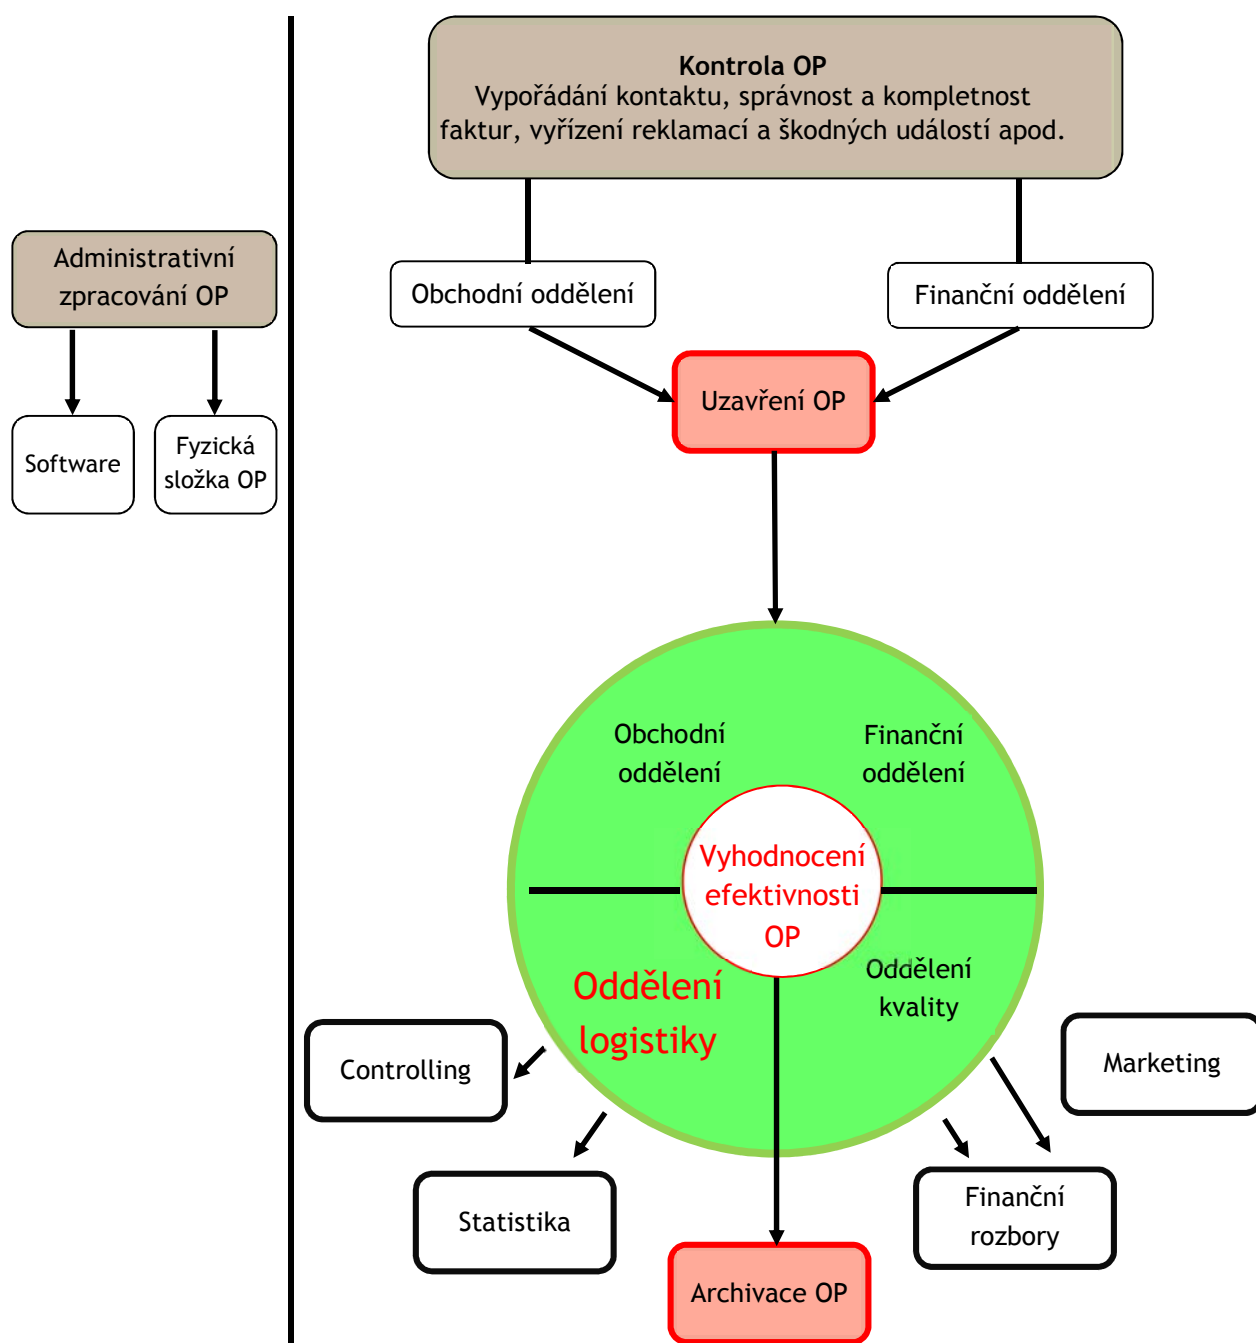 Kontrola OP
Vypořádání kontaktu, správnost a kompletnost
faktur, vyřízení reklamací a škodných událostí apod.
Administrativní
zpracování OP
Obchodní oddělení
Finanční oddělení
Uzavření OP
Software
Fyzická
složka OP
Obchodní
oddělení
Finanční
oddělení
Vyhodnocení
efektivnosti
OP
Oddělení
logistiky
Oddělení
kvality
Controlling
Marketing
Statistika
Finanční
rozbory
Archivace OP